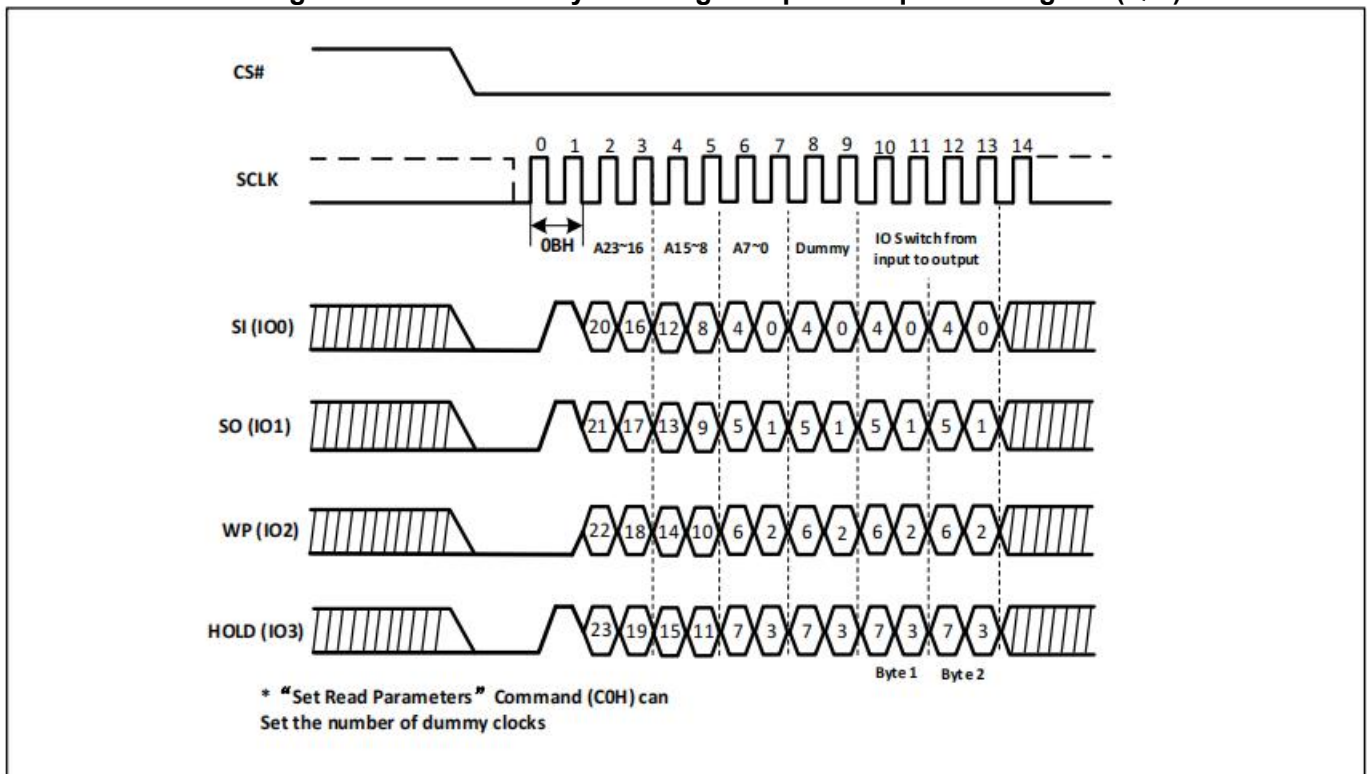 CS#
0 1 2 3 4 5 6 7 8 9 10 11 12 13 14
SCLK
0BH A23~16 A15~8 A7~0 Dummy IO Switch from
input to output
SI (IO0) 20 16 12 8 4 0 4 0 4 0 4 0
SO (IO1) 21 17 13 9 5 1 5 1 5 1 5 1
WP (IO2) 22 18 14 10 6 2 6 2 6 2 6 2
HOLD (IO3) 23 19 15 11 7 3 7 3 7 3 7 3
Byte 1 Byte 2
* “Set Read Parameters” Command (C0H) can
Set the number of dummy clocks